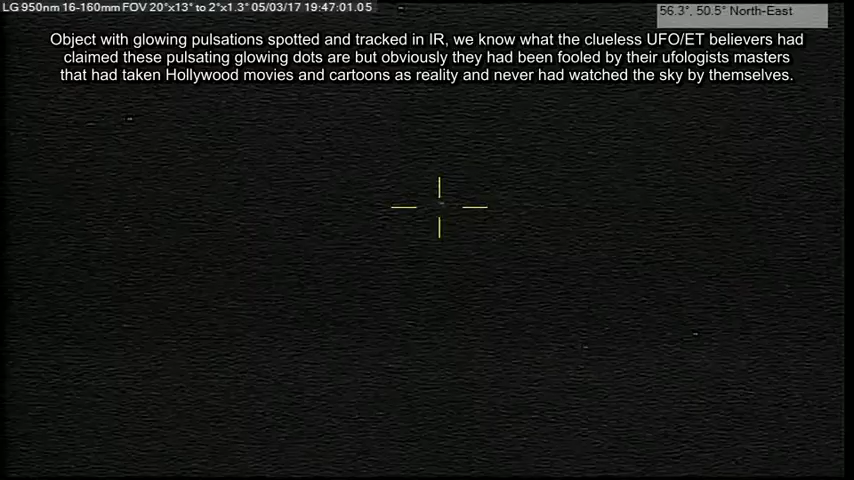 LG 950nm 16-160mm FOV 20°x13° to 2°x1.3° 05/03/17 19:47:01.05
56.3°, 50.5° North-East
Object with glowing pulsations spotted and tracked in IR, we know what the clueless UFO/ET believers had
claimed these pulsating glowing dots are but obviously they had been fooled by their ufologists masters
that had taken Hollywood movies and cartoons as reality and never had watched the sky by themselves.